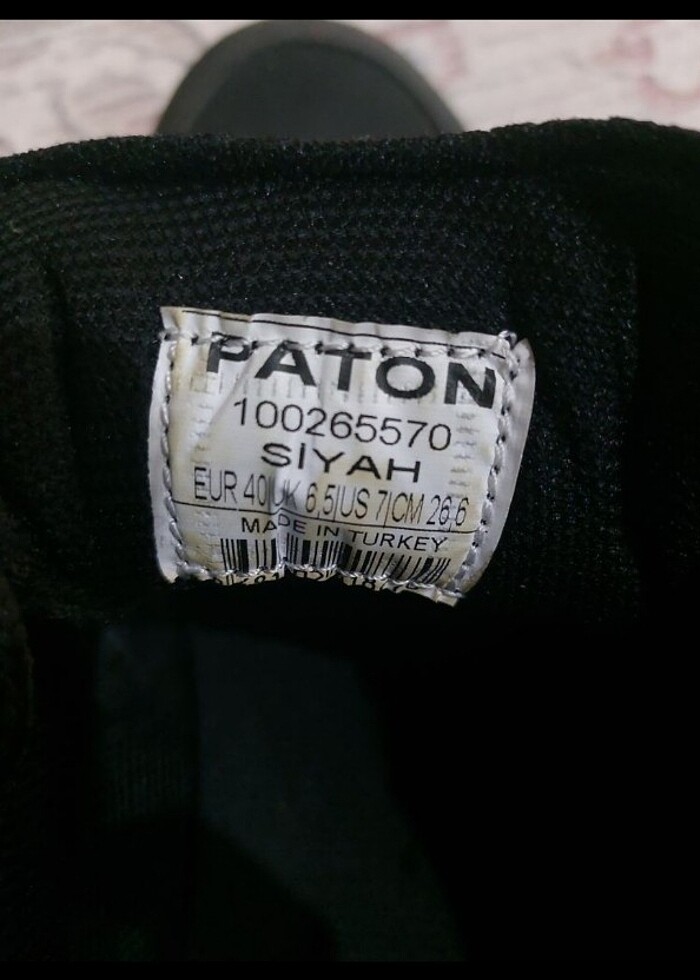 PATON
100265570
SİYAH
EUR 40|UK 6,5|US 7|CM 26,6
MADE IN TURKEY